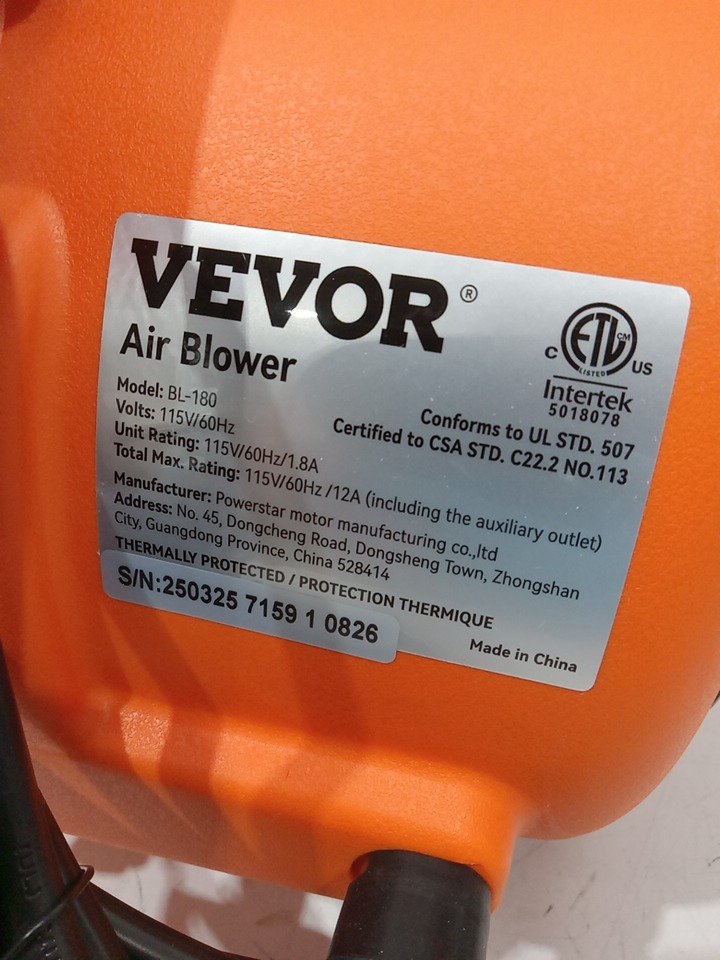 VEVOR®
Air Blower
C ETL CM US
LISTED
Intertek
5018078
Model: BL-180
Volts: 115V/60Hz
Conforms to UL STD. 507
Unit Rating: 115V/60Hz/1.8A
Certified to CSA STD. C22.2 NO.113
Total Max. Rating: 115V/60Hz /12A (including the auxiliary outlet)
Manufacturer: Powerstar motor manufacturing co.,ltd
Address: No. 45, Dongcheng Road, Dongsheng Town, Zhongshan
City, Guangdong Province, China 528414
THERMALLY PROTECTED / PROTECTION THERMIQUE
S/N:250325 7159 1 0826
Made in China